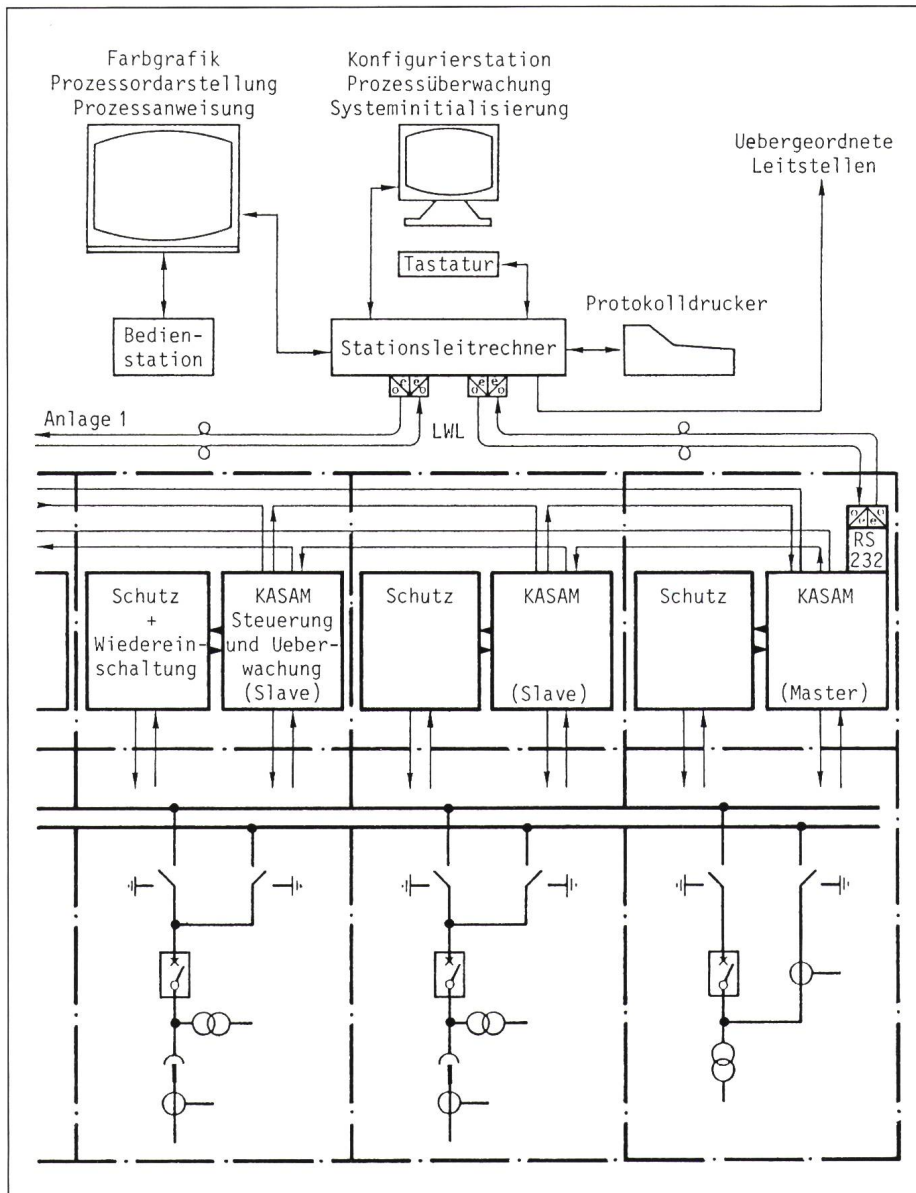 Farbgrafik
Prozessordarstellung
Prozessanweisung
Konfigurierstation
Prozessüberwachung
Systeminitialisierung
Uebergeordnete
Leitstellen
Tastatur
Protokolldrucker
Bedien-
station
Stationsleitrechner
o e e o
o e e o
Anlage 1
LWL
o e e o
RS
232
Schutz
+
Wiederein-
schaltung
KASAM
Steuerung
und Ueber-
wachung
(Slave)
Schutz
KASAM
(Slave)
Schutz
KASAM
(Master)